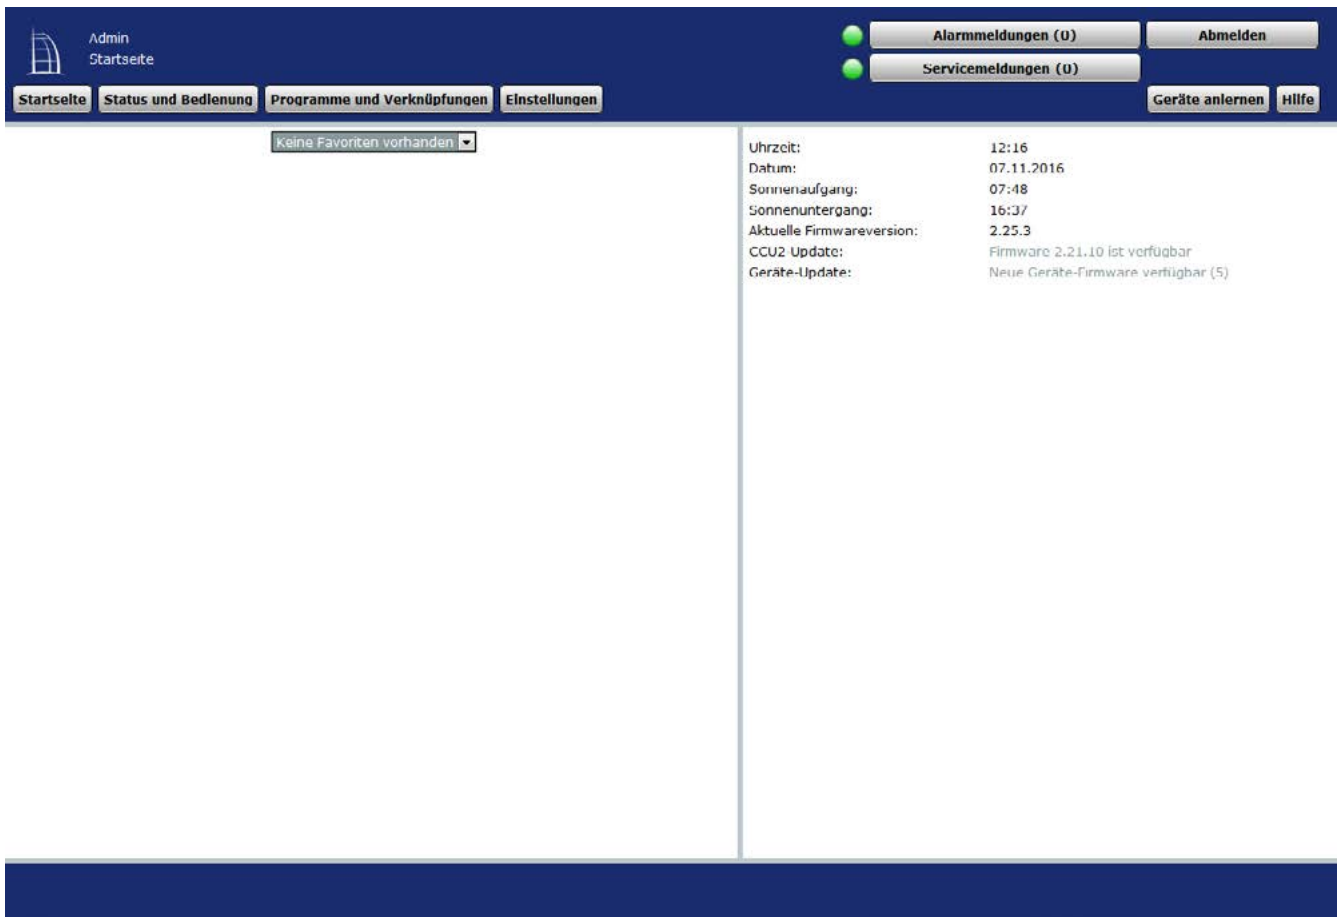 Admin
Startseite
Alarmmeldungen (0)
Abmelden
Servicemeldungen (0)
Startseite Status und Bedienung Programme und Verknüpfungen Einstellungen Geräte anlernen Hilfe
Keine Favoriten vorhanden
Uhrzeit: 12:16
Datum: 07.11.2016
Sonnenaufgang: 07:48
Sonnenuntergang: 16:37
Aktuelle Firmwareversion: 2.25.3
CCU2-Update: Firmware 2.21.10 ist verfügbar
Geräte-Update: Neue Geräte-Firmware verfügbar (5)